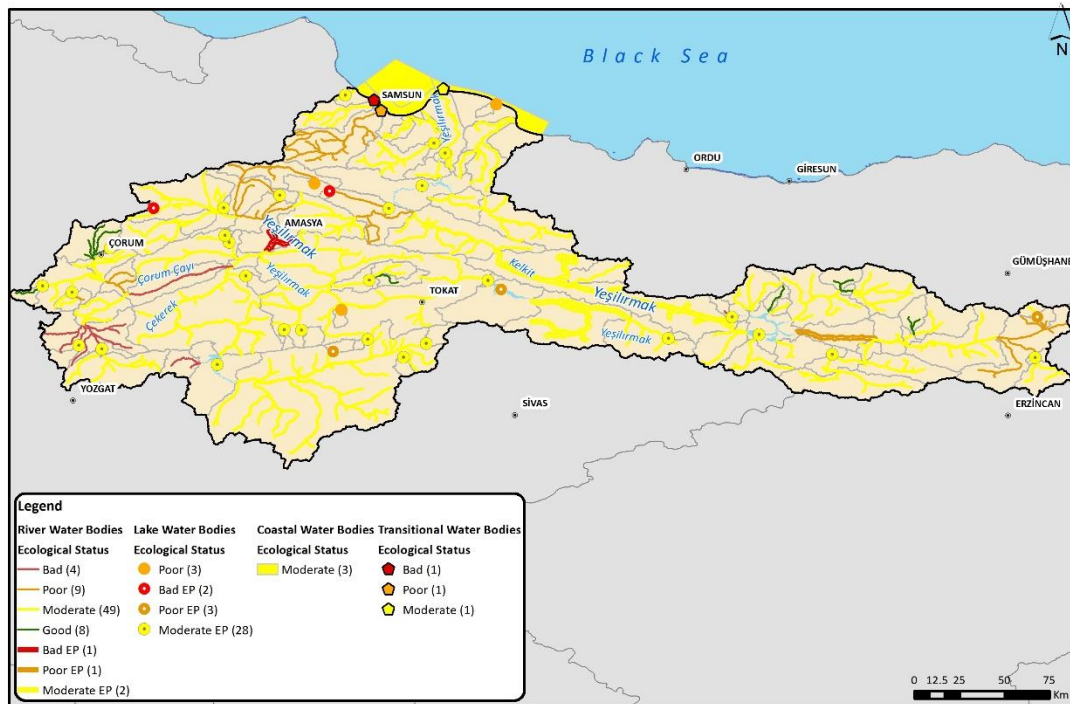 N
Black Sea
SAMSUN
Yeşilırmak
ORDU
GİRESUN
AMASYA
Yeşilırmak
ÇORUM
GÜMÜŞHANE
Çorum-Çayı
Yeşilırmak
Kelkit
TOKAT
Yeşilırmak
Çekerek
Yeşilırmak
YOZGAT
SİVAS
ERZİNCAN
Legend
River Water Bodies
Ecological Status
Bad (4)
Poor (9)
Moderate (49)
Good (8)
Bad EP (1)
Poor EP (1)
Moderate EP (2)
Lake Water Bodies
Ecological Status
Poor (3)
Bad EP (2)
Poor EP (3)
Moderate EP (28)
Coastal Water Bodies
Ecological Status
Moderate (3)
Transitional Water Bodies
Ecological Status
Bad (1)
Poor (1)
Moderate (1)
0 12.5 25 50 75
Km